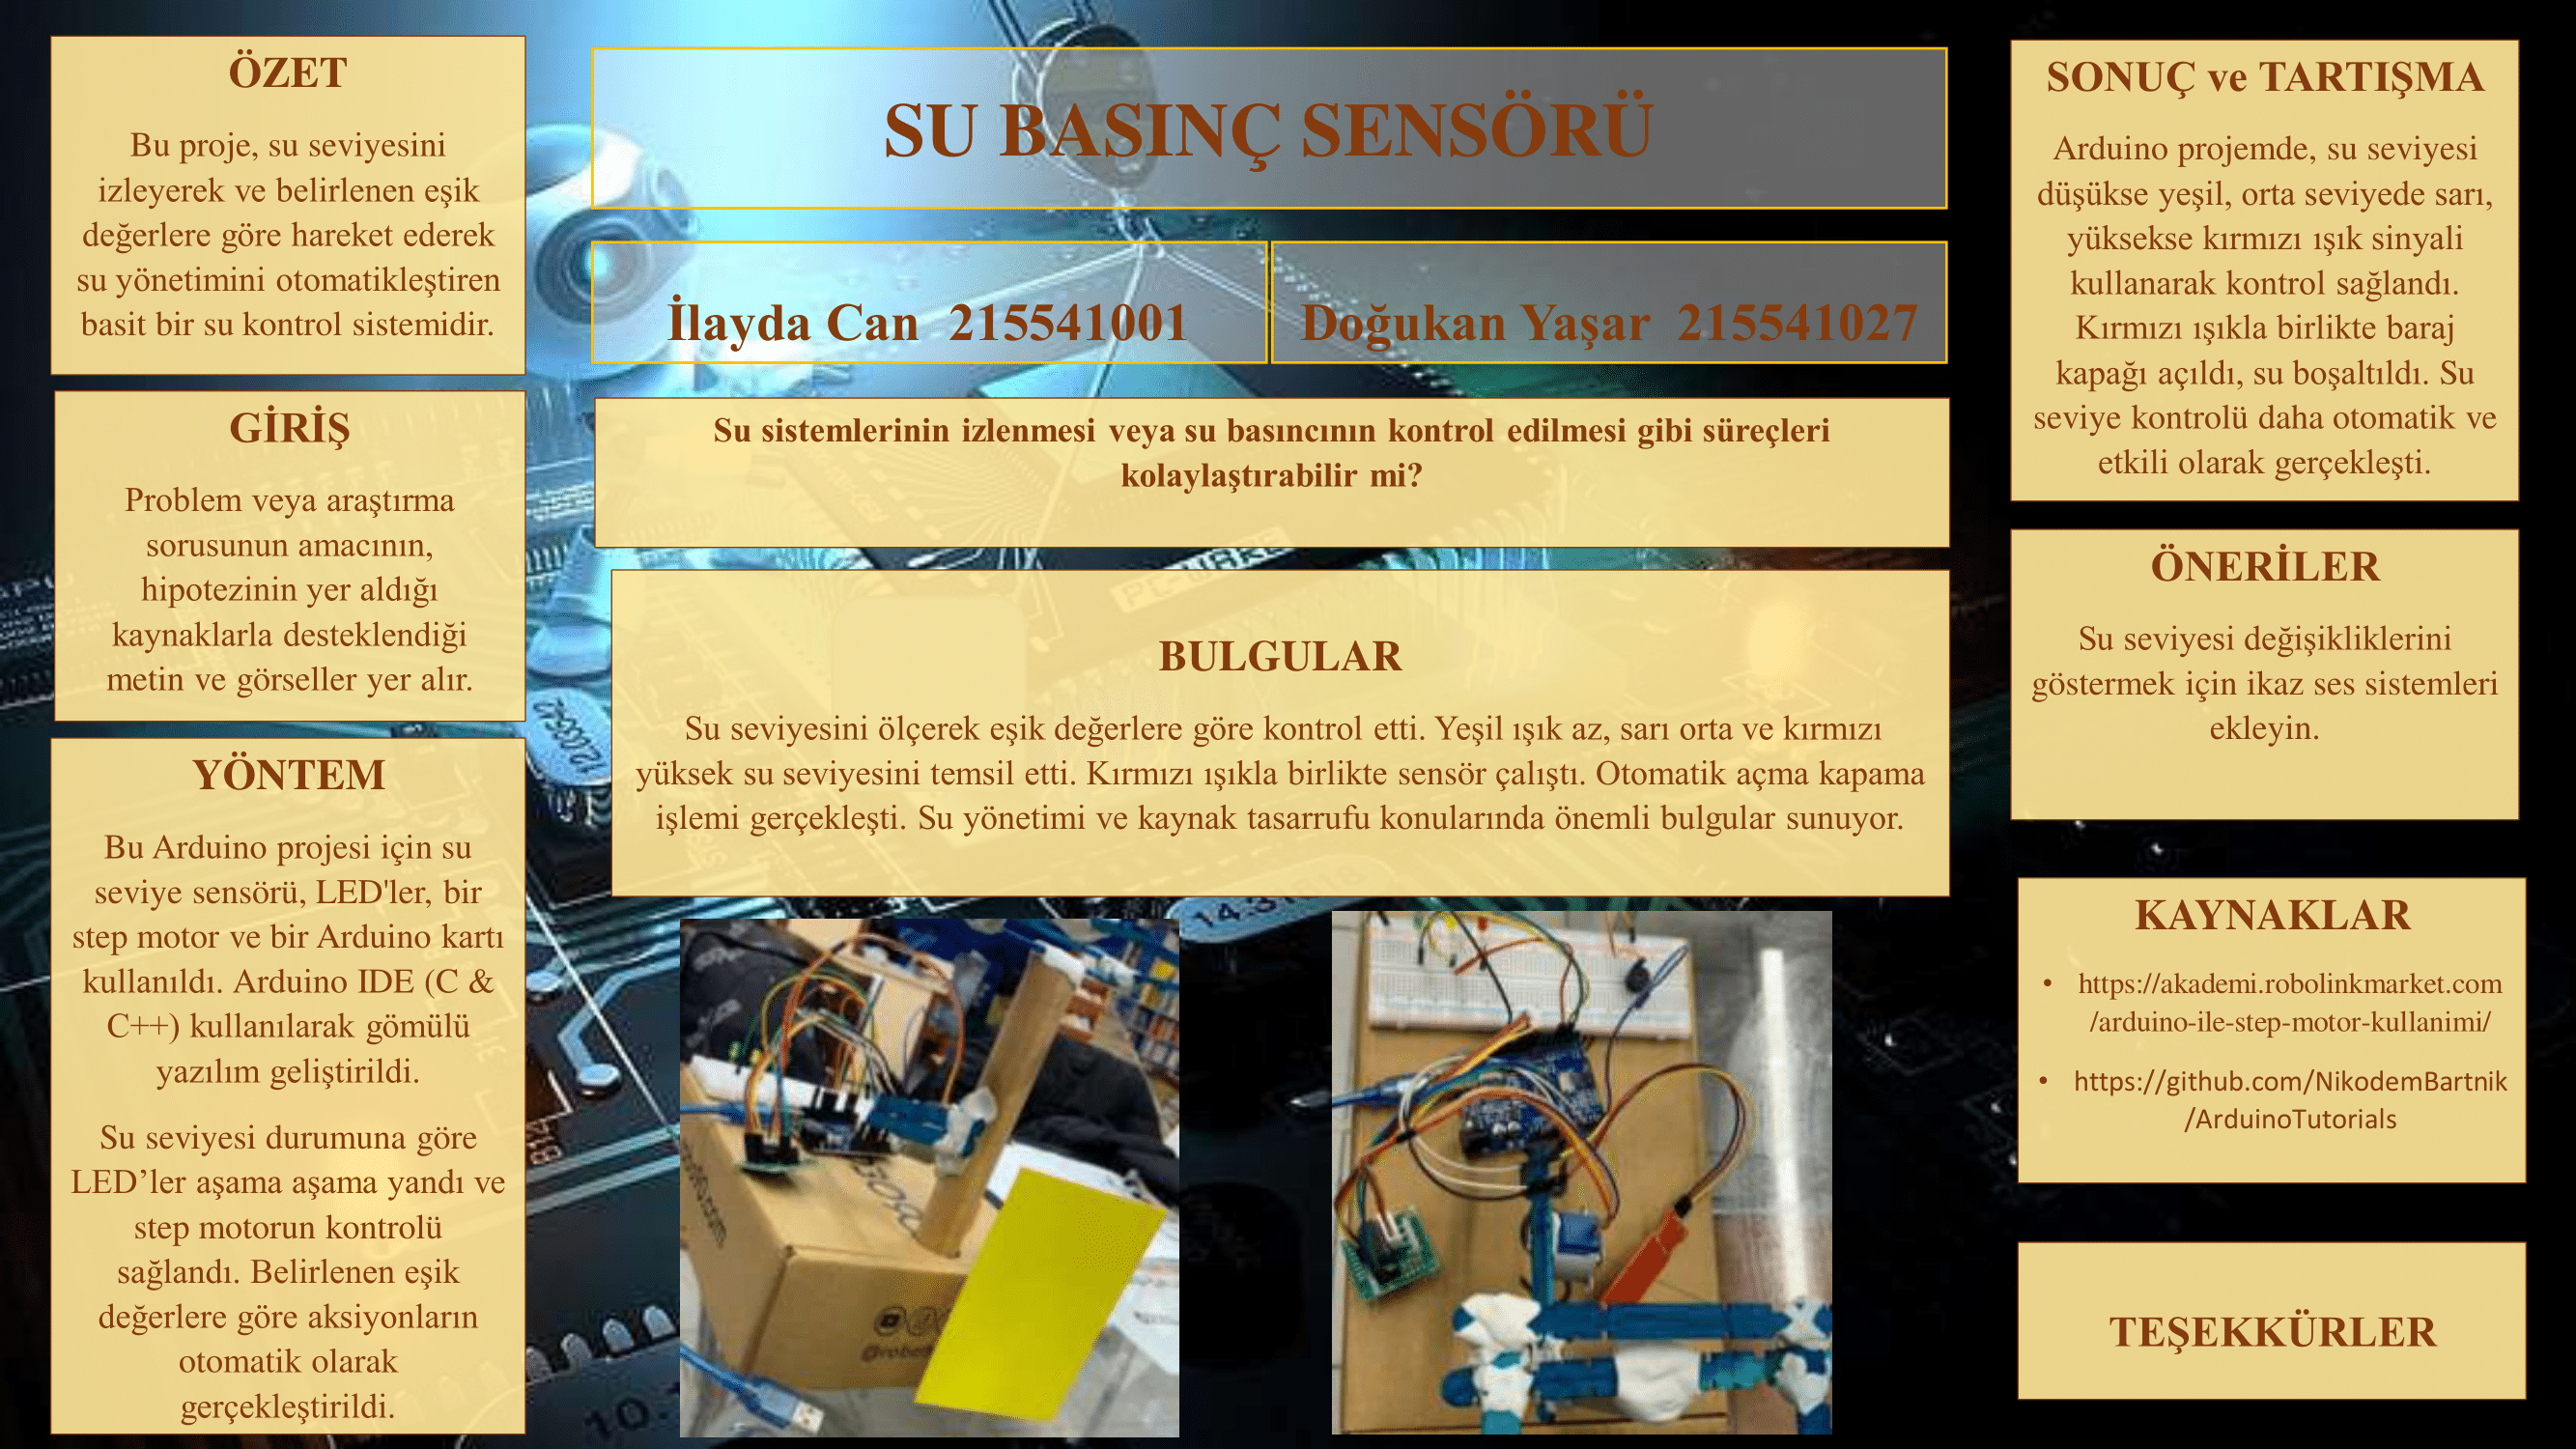 ÖZET
Bu proje, su seviyesini
izleyerek ve belirlenen eşik
değerlere göre hareket ederek
su yönetimini otomatikleştiren
basit bir su kontrol sistemidir.
GİRİŞ
Problem veya araştırma
sorusunun amacının,
hipotezinin yer aldığı
kaynaklarla desteklendiği
metin ve görseller yer alır.
YÖNTEM
Bu Arduino projesi için su
seviye sensörü, LED'ler, bir
step motor ve bir Arduino kartı
kullanıldı. Arduino IDE (C &
C++) kullanılarak gömülü
yazılım geliştirildi.
Su seviyesi durumuna göre
LED’ler aşama aşama yandı ve
step motorun kontrolü
sağlandı. Belirlenen eşik
değerlere göre aksiyonların
otomatik olarak
gerçekleştirildi.
SU BASINÇ SENSÖRÜ
İlayda Can 215541001
Doğukan Yaşar 215541027
Su sistemlerinin izlenmesi veya su basıncının kontrol edilmesi gibi süreçleri
kolaylaştırabilir mi?
BULGULAR
Su seviyesini ölçerek eşik değerlere göre kontrol etti. Yeşil ışık az, sarı orta ve kırmızı
yüksek su seviyesini temsil etti. Kırmızı ışıkla birlikte sensör çalıştı. Otomatik açma kapama
işlemi gerçekleşti. Su yönetimi ve kaynak tasarrufu konularında önemli bulgular sunuyor.
SONUÇ ve TARTIŞMA
Arduino projemde, su seviyesi
düşükse yeşil, orta seviyede sarı,
yüksekse kırmızı ışık sinyali
kullanarak kontrol sağlandı.
Kırmızı ışıkla birlikte baraj
kapağı açıldı, su boşaltıldı. Su
seviye kontrolü daha otomatik ve
etkili olarak gerçekleşti.
ÖNERİLER
Su seviyesi değişikliklerini
göstermek için ikaz ses sistemleri
ekleyin.
KAYNAKLAR
• https://akademi.robolinkmarket.com
/arduino-ile-step-motor-kullanimi/
• https://github.com/NikodemBartnik
/ArduinoTutorials
TEŞEKKÜRLER